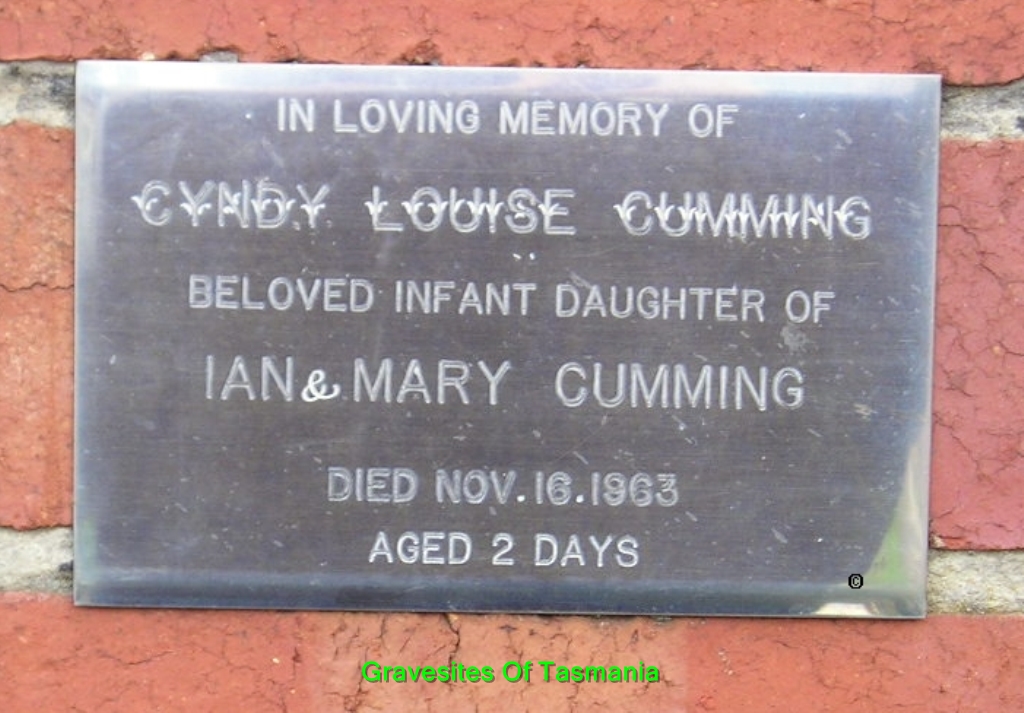 IN LOVING MEMORY OF
CYNDY LOUISE CUMMING
BELOVED INFANT DAUGHTER OF
IAN & MARY CUMMING
DIED NOV. 16. 1963
AGED 2 DAYS
©
Gravesites Of Tasmania